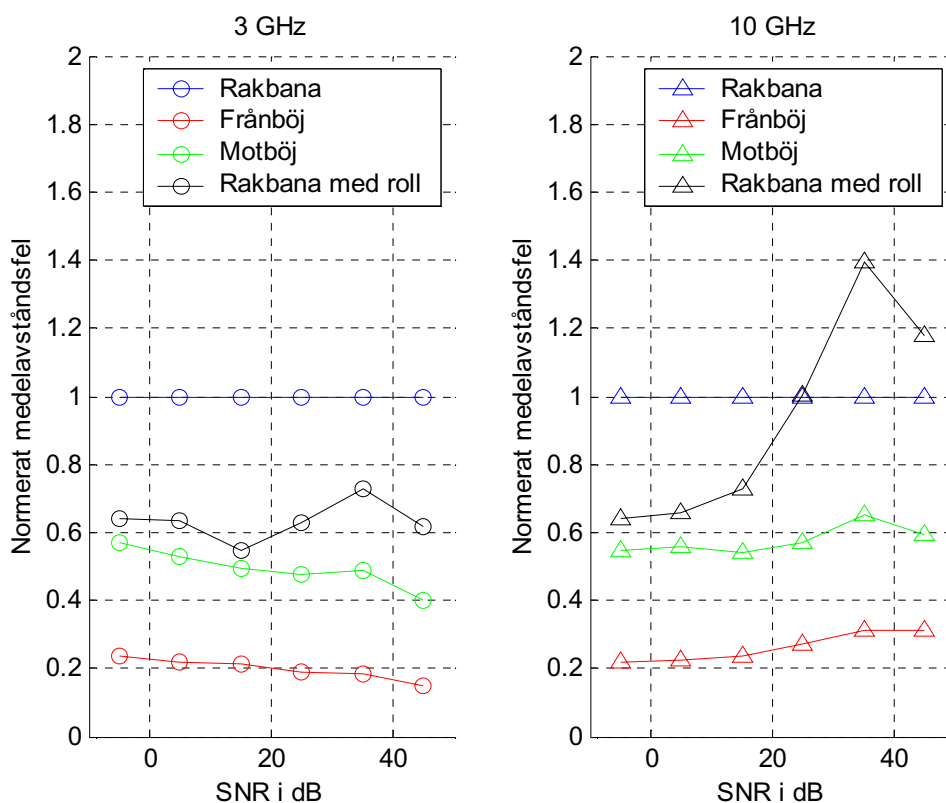 3 GHz
2
1.8
1.6
1.4
1.2
1
0.8
0.6
0.4
0.2
0
Normerat medelavståndsfel
Rakbana
Frånböj
Motböj
Rakbana med roll
0 20 40
SNR i dB
10 GHz
2
1.8
1.6
1.4
1.2
1
0.8
0.6
0.4
0.2
0
Normerat medelavståndsfel
Rakbana
Frånböj
Motböj
Rakbana med roll
0 20 40
SNR i dB